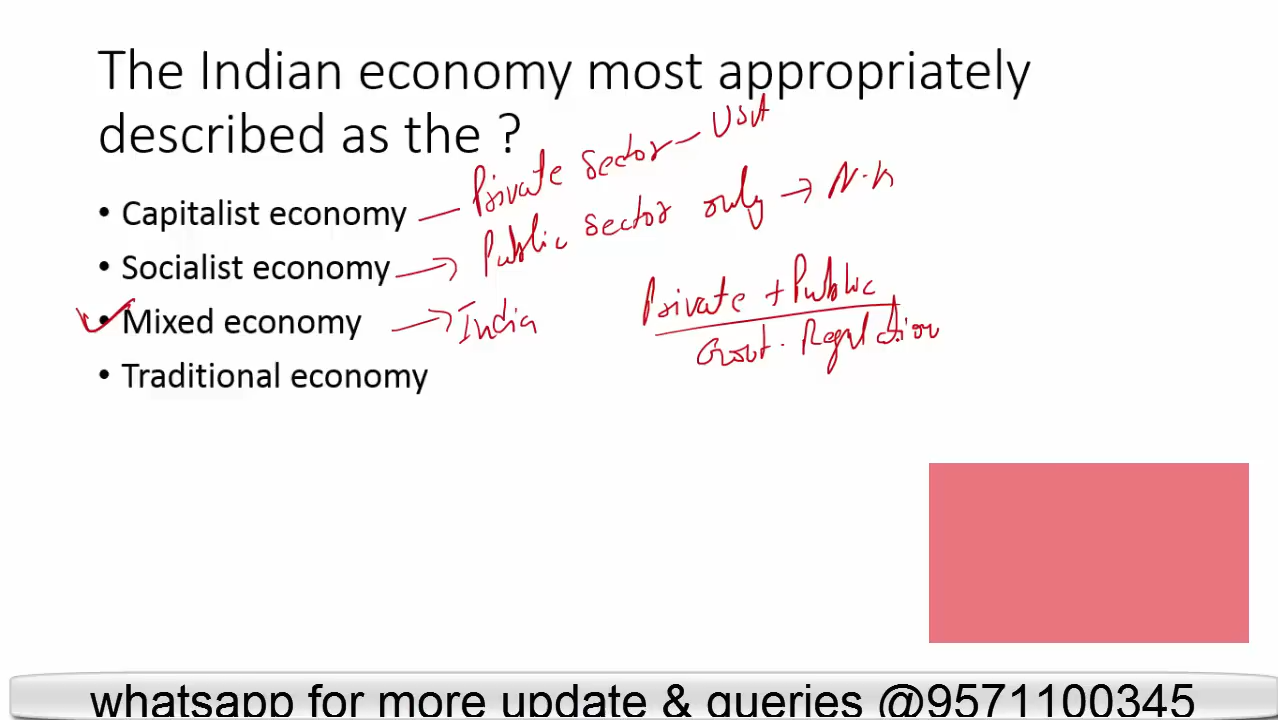 The Indian economy most appropriately
described as the ?
• Capitalist economy — Private Sector — USA
• Socialist economy → Public Sector only → N.K
• Mixed economy → India
Private + Public
Govt. Regulation
• Traditional economy
whatsapp for more update & queries @9571100345